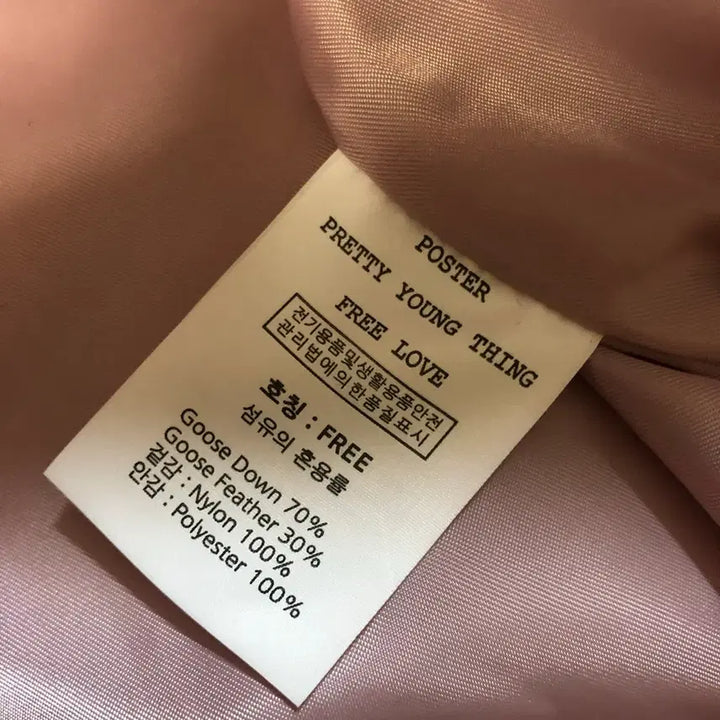 POSTER
PRETTY YOUNG THING
FREE LOVE
전기용품및생활용품안전
관리법에의한품질표시
호칭 : FREE
섬유의 혼용률
Goose Down 70%
Goose Feather 30%
겉감 : Nylon 100%
안감 : Polyester 100%